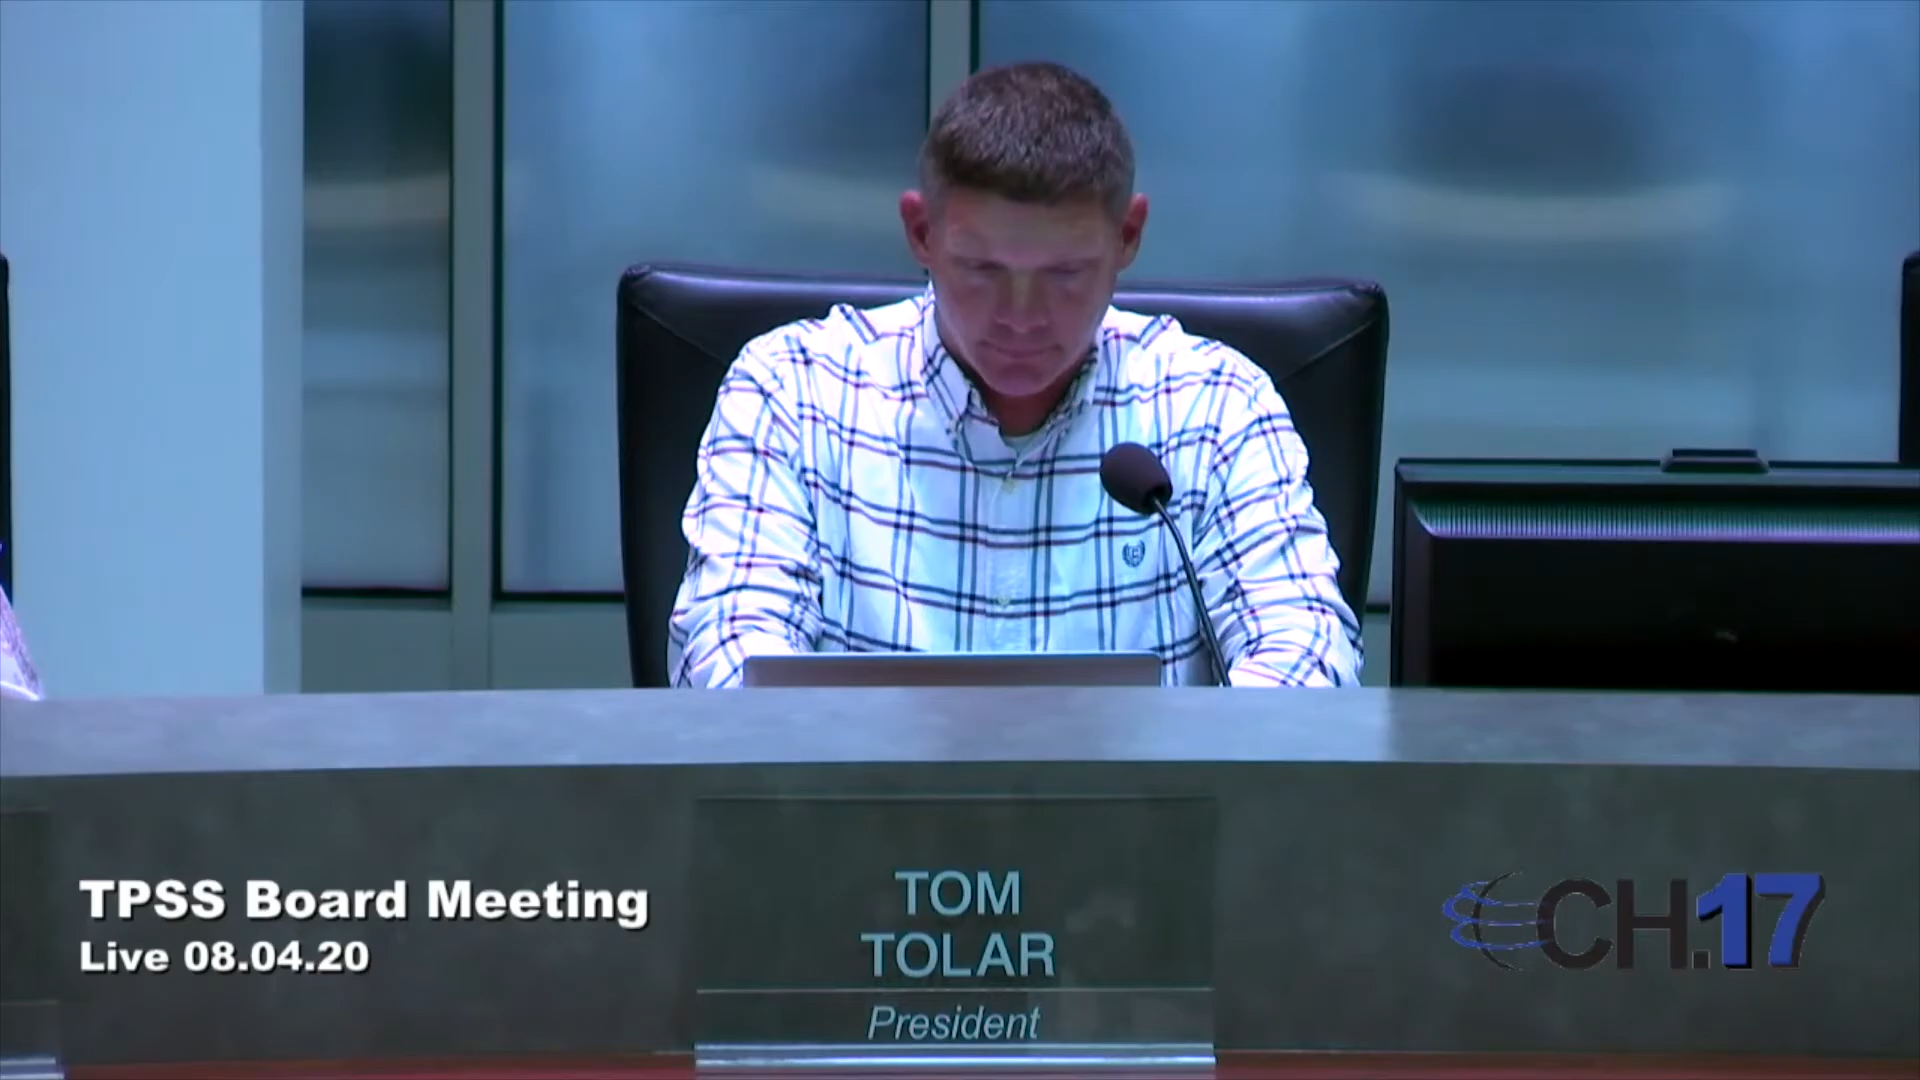 TPSS Board Meeting
Live 08.04.20
TOM
TOLAR
President
CH.17